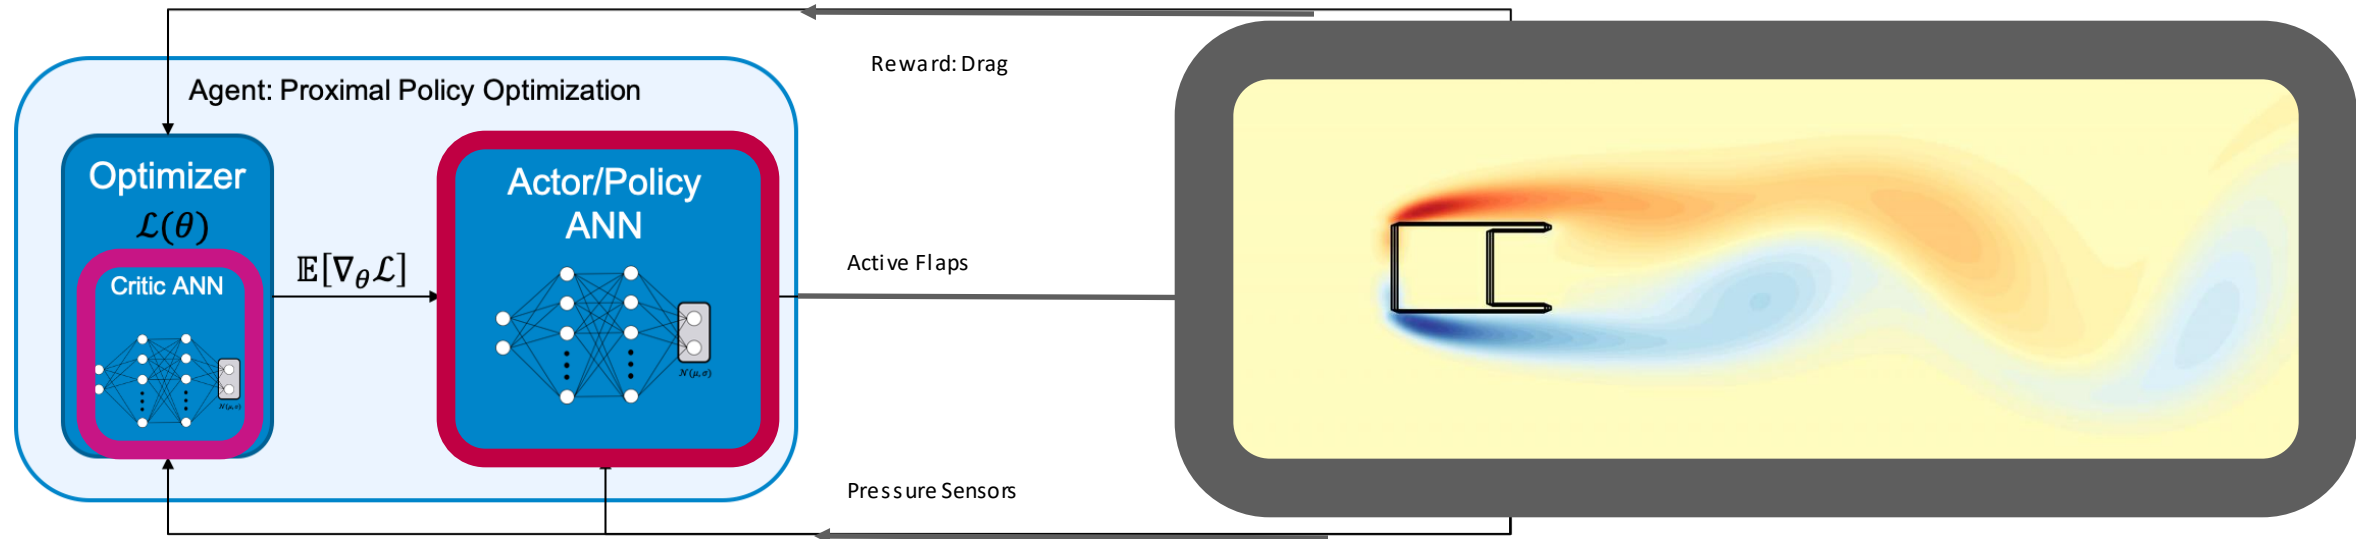 Reward: Drag
Agent: Proximal Policy Optimization
Optimizer
ℒ(θ)
Critic ANN
N(μ,σ)
𝔼[∇θℒ]
Actor/Policy
ANN
N(μ,σ)
Active Flaps
Pressure Sensors